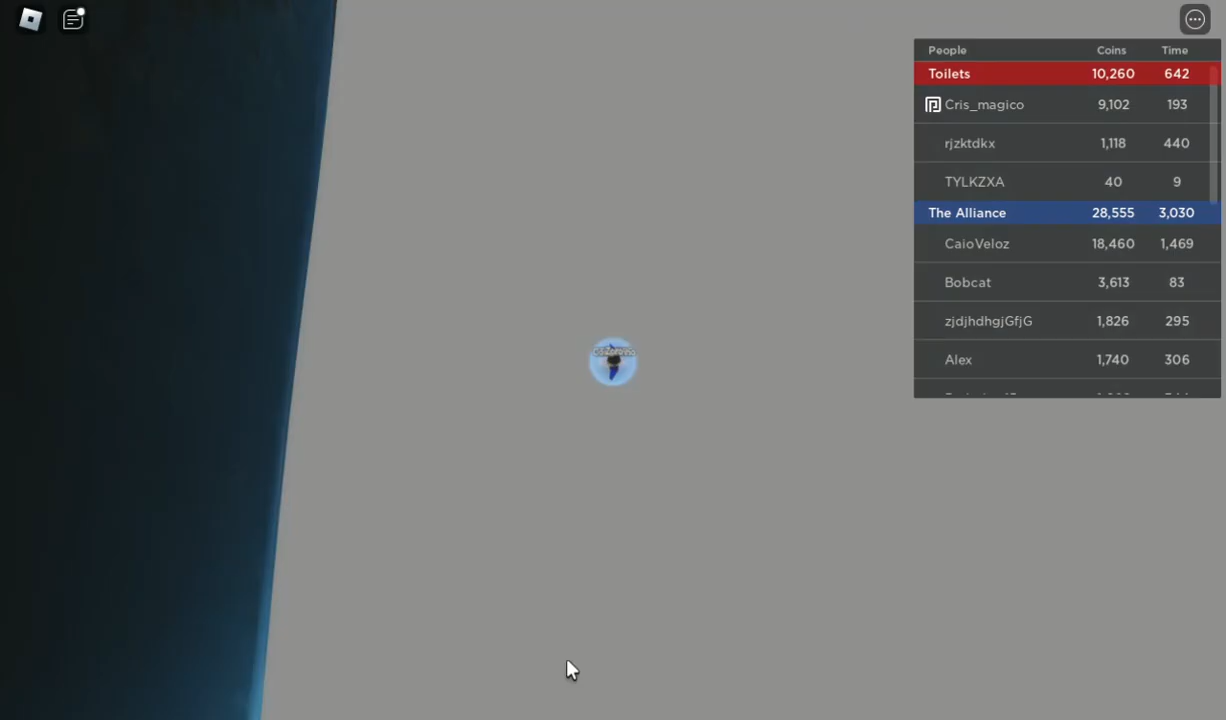 People Coins Time
Toilets 10,260 642
Cris_magico 9,102 193
rjzktdkx 1,118 440
TYLKZXA 40 9
The Alliance 28,555 3,030
CaioVeloz 18,460 1,469
Bobcat 3,613 83
zjdjhdhgjGfjG 1,826 295
Alex 1,740 306